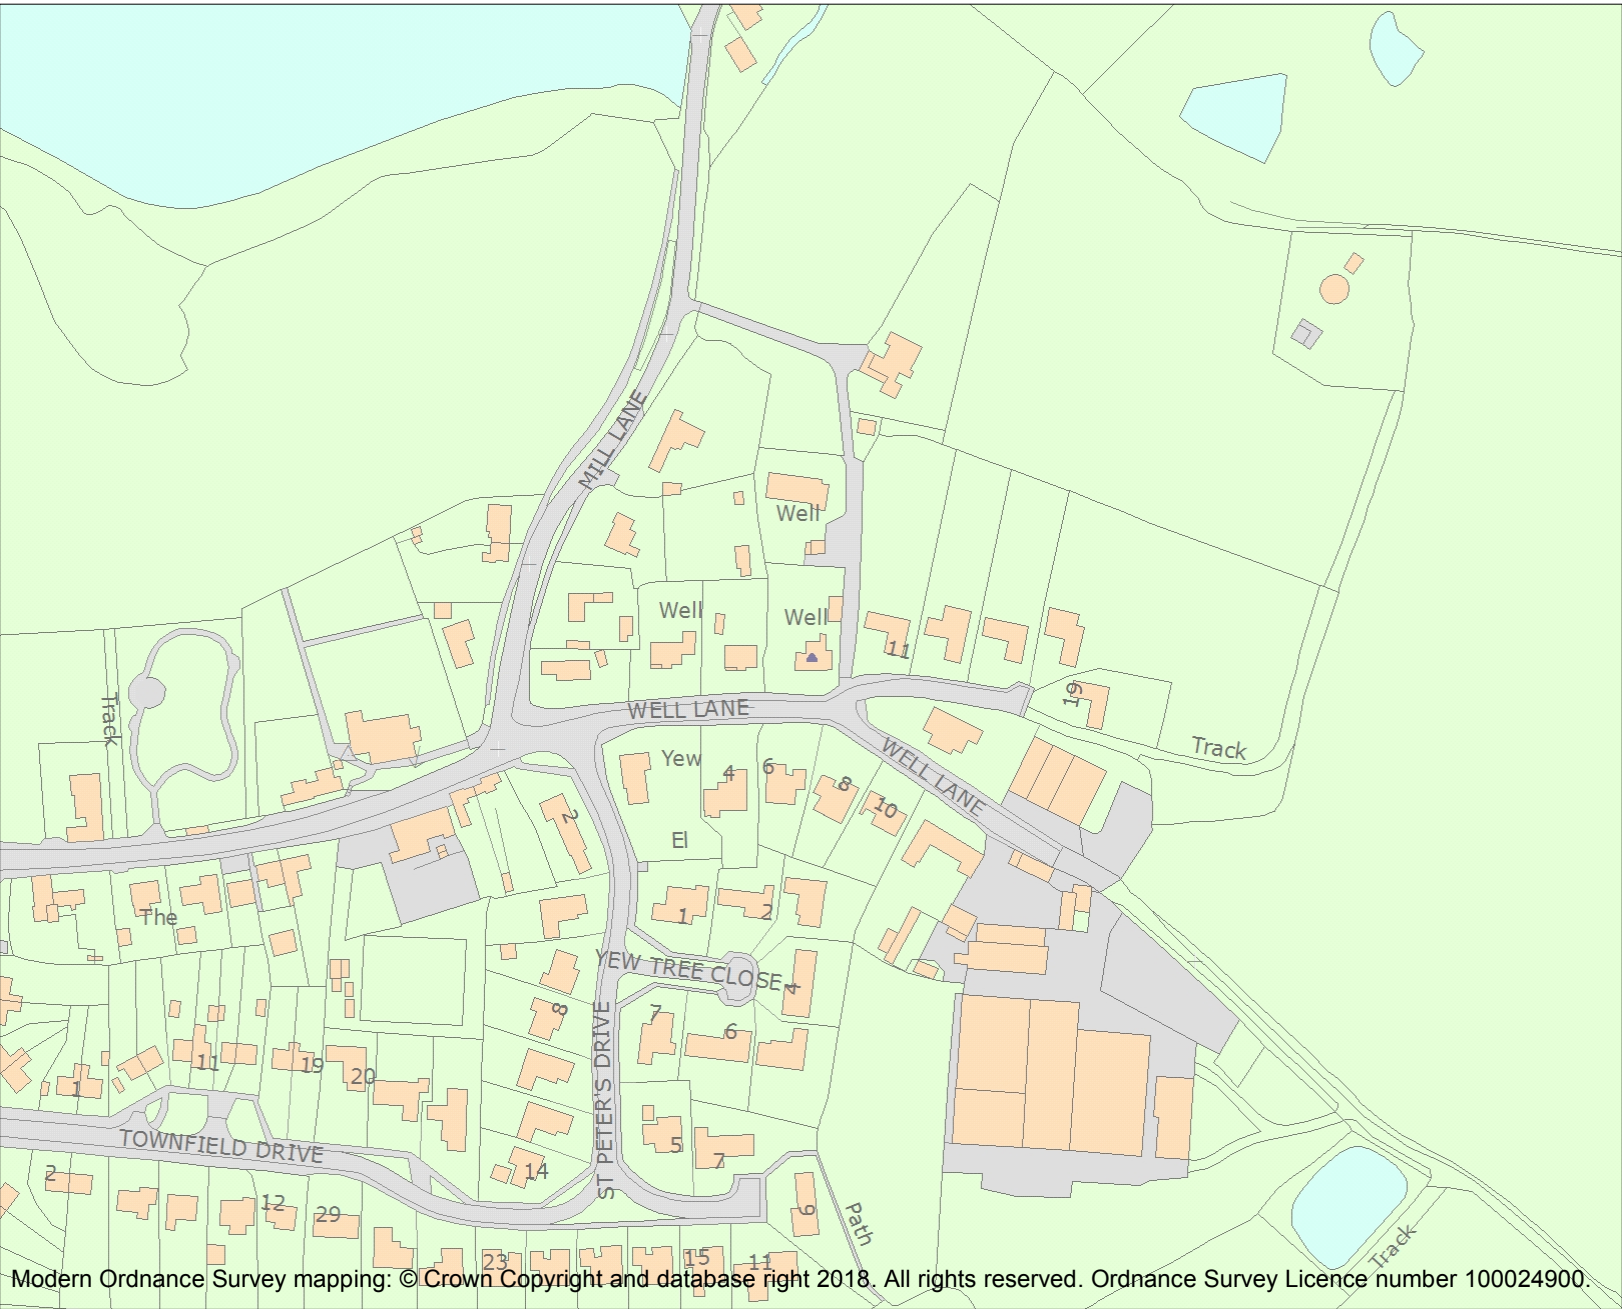 MILL LANE
Well
Well
Well
11
19
Track
WELL LANE
Track
Yew
4
6
8
10
WELL LANE
2
El
The
1
2
YEW TREE CLOSE
4
8
7
6
ST PETER'S DRIVE
11
19
20
1
TOWNFIELD DRIVE
5
7
14
2
12
29
9
Path
Track
23
15
11
Modern Ordnance Survey mapping: © Crown Copyright and database right 2018. All rights reserved. Ordnance Survey Licence number 100024900.